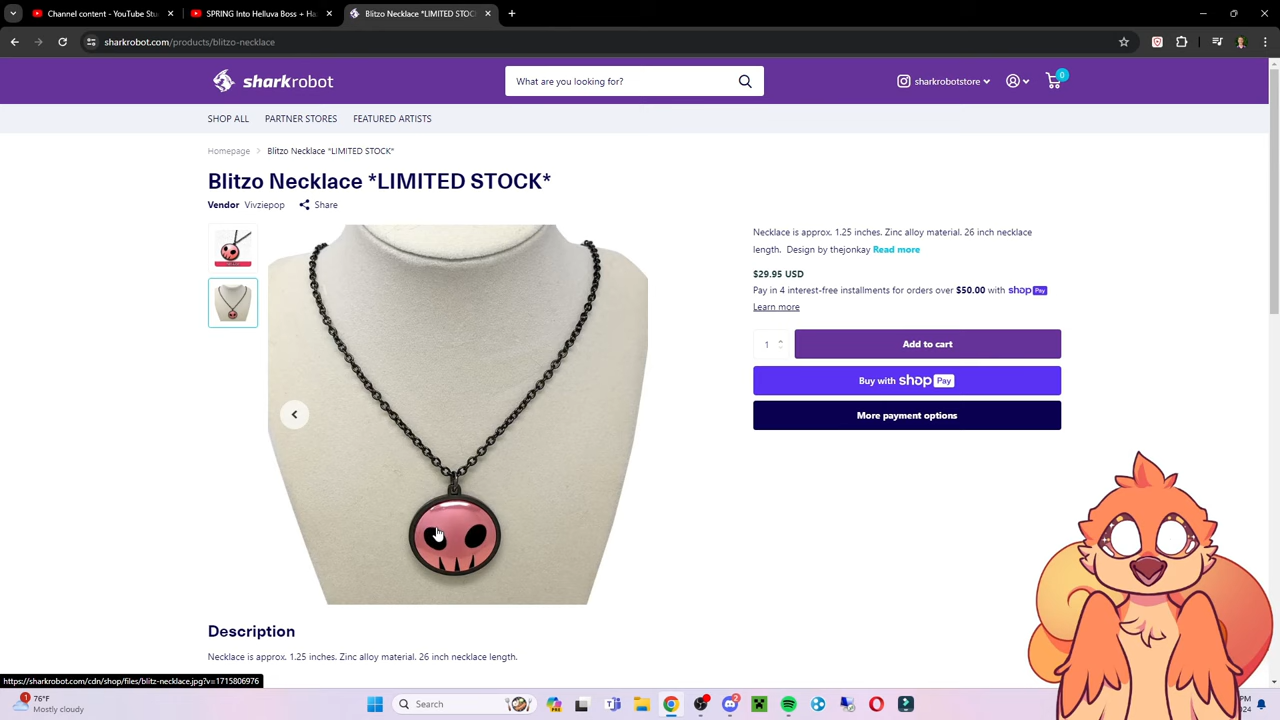 Channel content - YouTube Stu
SPRING Into Helluva Boss + H
Blitzo Necklace *LIMITED STOC
sharkrobot.com/products/blitzo-necklace
sharkrobot
What are you looking for?
sharkrobotstore
0
SHOP ALL
PARTNER STORES
FEATURED ARTISTS
Homepage > Blitzo Necklace *LIMITED STOCK*
Blitzo Necklace *LIMITED STOCK*
Vendor Vivziepop Share
Necklace is approx. 1.25 inches. Zinc alloy material. 26 inch necklace
length. Design by thejonkay Read more
$29.95 USD
Pay in 4 interest-free installments for orders over $50.00 with shop Pay
Learn more
1
Add to cart
Buy with shop Pay
More payment options
Description
Necklace is approx. 1.25 inches. Zinc alloy material. 26 inch necklace length.
https://sharkrobot.com/cdn/shop/files/blitz-necklace.jpg?v=1715806976
1
76°F
Mostly cloudy
Search
2